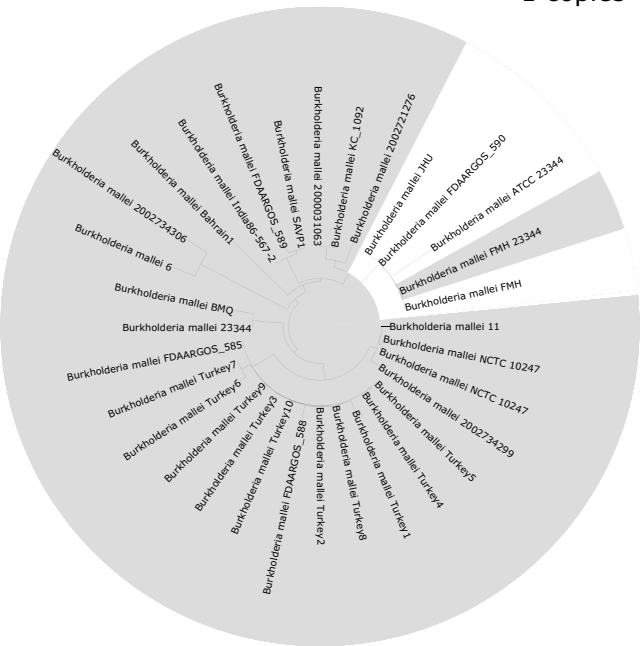 copies
Burkholderia mallei 2002721276
Burkholderia mallei JHU
Burkholderia mallei FDAARGOS_590
Burkholderia mallei ATCC 23344
Burkholderia mallei FMH 23344
Burkholderia mallei FMH
Burkholderia mallei 11
Burkholderia mallei NCTC 10247
Burkholderia mallei NCTC 10247
Burkholderia mallei 2002734299
Burkholderia mallei Turkey5
Burkholderia mallei Turkey4
Burkholderia mallei Turkey1
Burkholderia mallei Turkey8
Burkholderia mallei Turkey2
Burkholderia mallei FDAARGOS_588
Burkholderia mallei Turkey10
Burkholderia mallei Turkey3
Burkholderia mallei Turkey9
Burkholderia mallei Turkey6
Burkholderia mallei Turkey7
Burkholderia mallei FDAARGOS_585
Burkholderia mallei 23344
Burkholderia mallei BMQ
Burkholderia mallei 6
Burkholderia mallei 2002734306
Burkholderia mallei Bahrain1
Burkholderia mallei India86-567-2
Burkholderia mallei FDAARGOS_589
Burkholderia mallei SAVP1
Burkholderia mallei 2000031063
Burkholderia mallei KC_1092